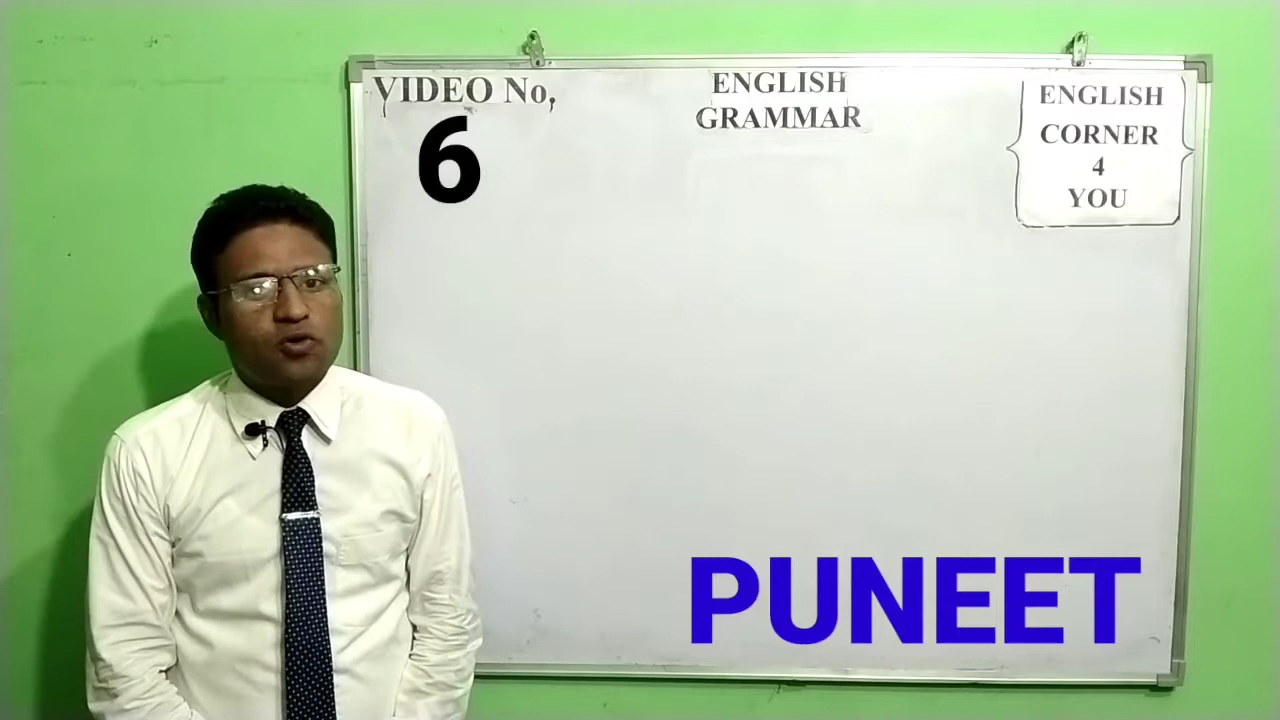 VIDEO No,
6
ENGLISH
GRAMMAR
ENGLISH
CORNER
4
YOU
PUNEET